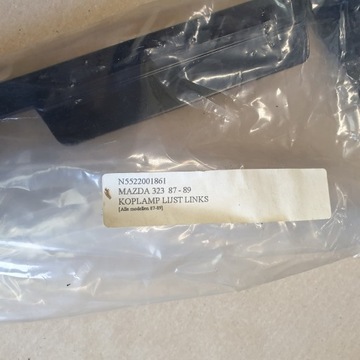 N5522001861
MAZDA 323 87 - 89
KOPLAMP LIJST LINKS
[Alle modellen 87-89]